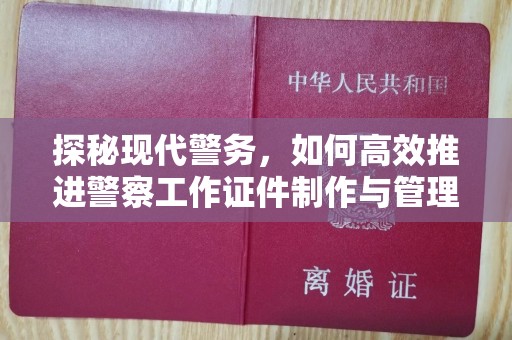 中华人民共和国
探秘现代警务，如何高效推
进警察工作证件制作与管理
离婚证